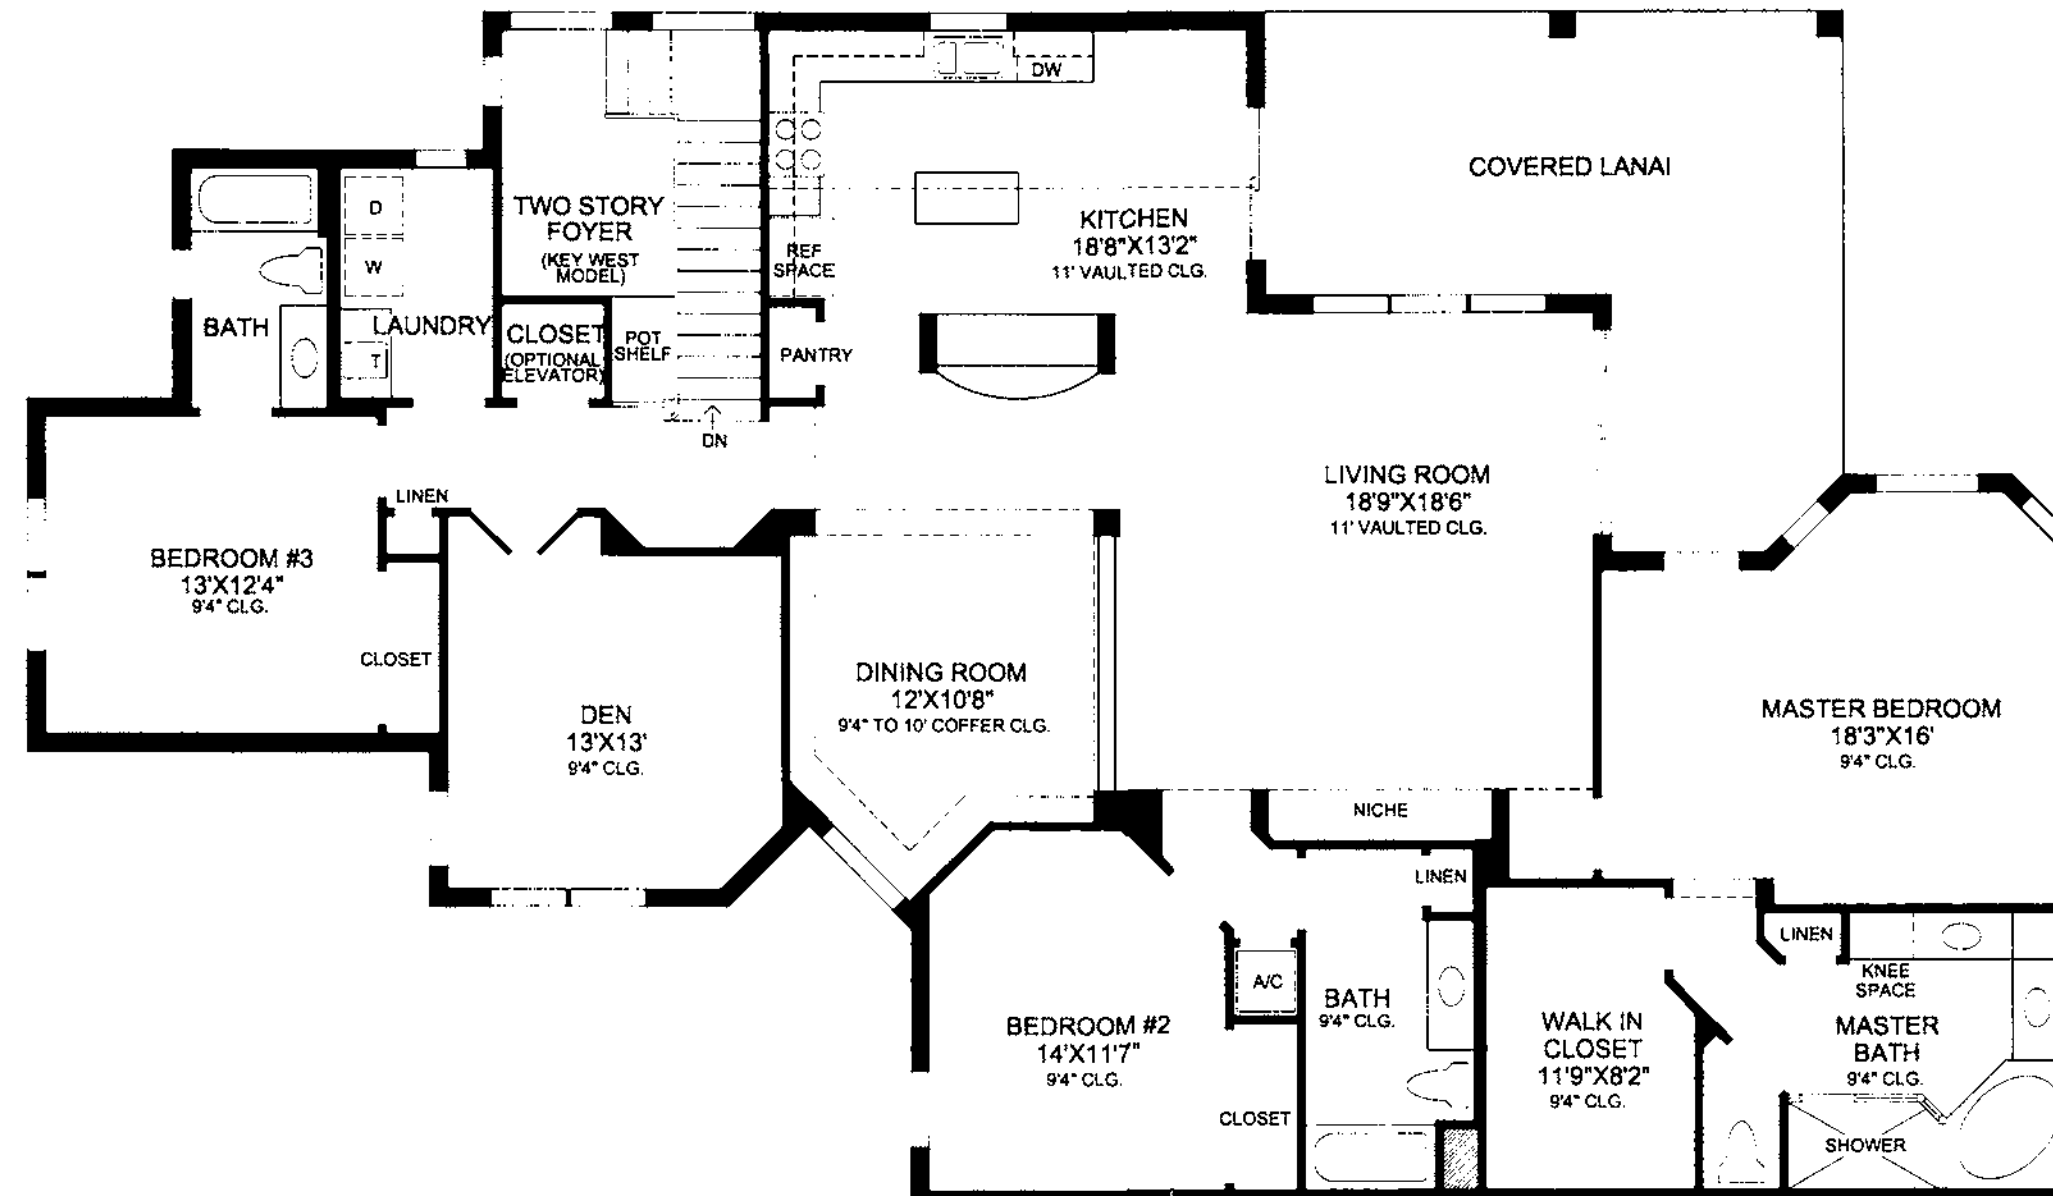 DW
COVERED LANAI
D
W
TWO STORY
FOYER
(KEY WEST
MODEL)
KITCHEN
18'8"X13'2"
11' VAULTED CLG.
REF
SPACE
BATH
LAUNDRY
T
CLOSET
(OPTIONAL
ELEVATOR)
POT
SHELF
PANTRY
DN
LINEN
LIVING ROOM
18'9"X18'6"
11' VAULTED CLG.
BEDROOM #3
13'X12'4"
9'4" CLG.
CLOSET
DEN
13'X13'
9'4" CLG.
DINING ROOM
12'X10'8"
9'4" TO 10' COFFER CLG.
MASTER BEDROOM
18'3"X16'
9'4" CLG.
NICHE
LINEN
LINEN
KNEE
SPACE
A/C
BATH
9'4" CLG.
BEDROOM #2
14'X11'7"
9'4" CLG.
CLOSET
WALK IN
CLOSET
11'9"X8'2"
9'4" CLG.
MASTER
BATH
9'4" CLG.
SHOWER